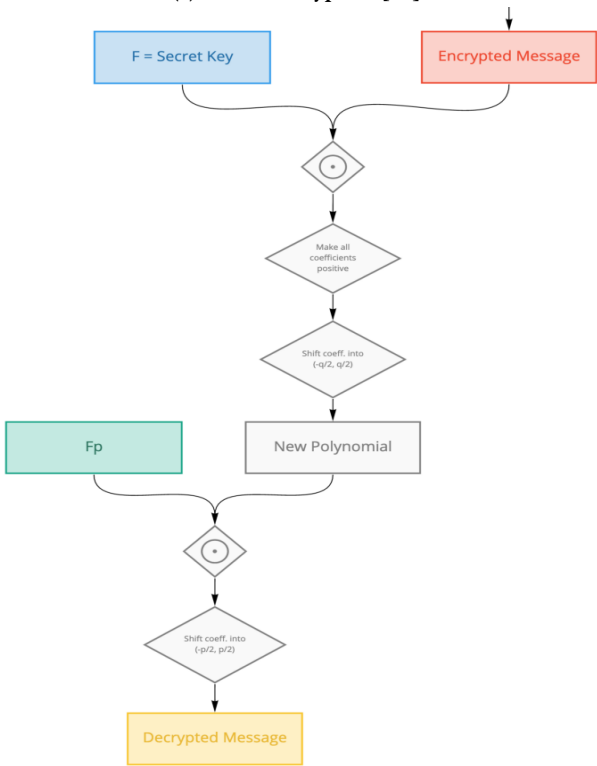 F = Secret Key
Encrypted Message
Make all
coefficients
positive
Shift coeff. into
(-q/2, q/2)
Fp
New Polynomial
Shift coeff. into
(-p/2, p/2)
Decrypted Message